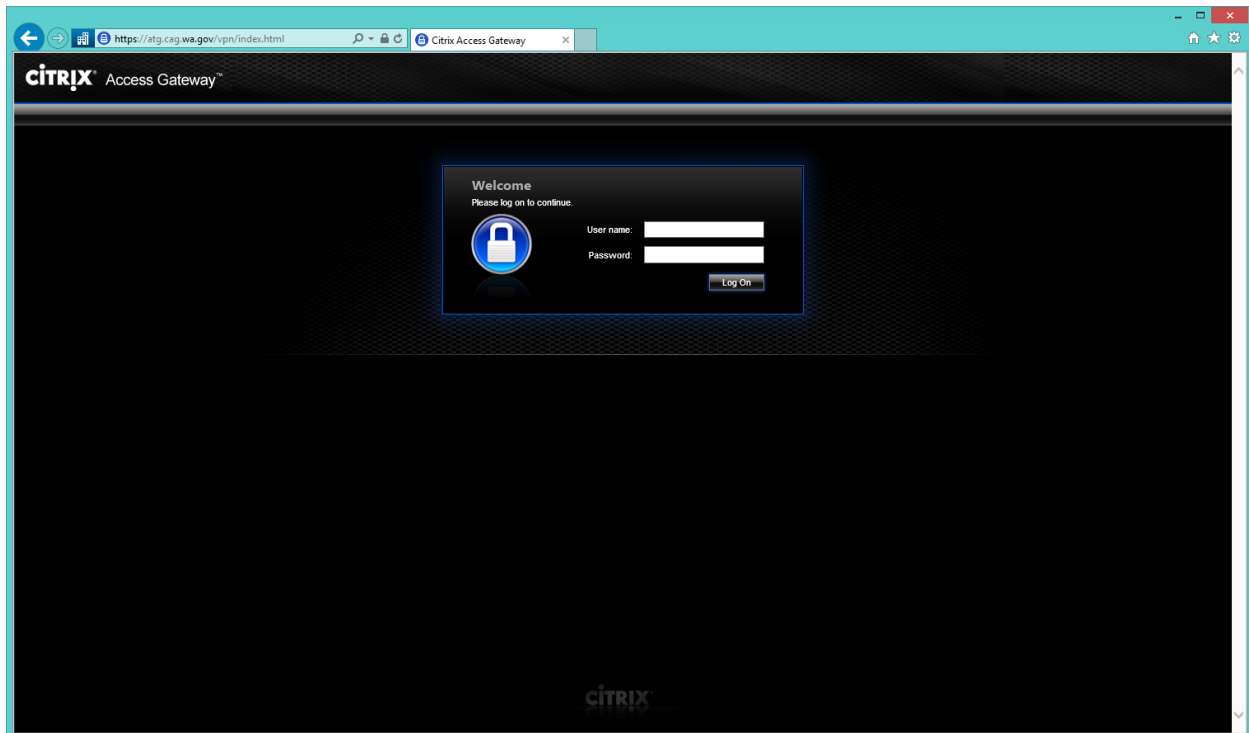 https://atg.cag.wa.gov/vpn/index.html
Citrix Access Gateway
CITRIX® Access Gateway™
Welcome
Please log on to continue.
User name:
Password:
Log On
CITRIX